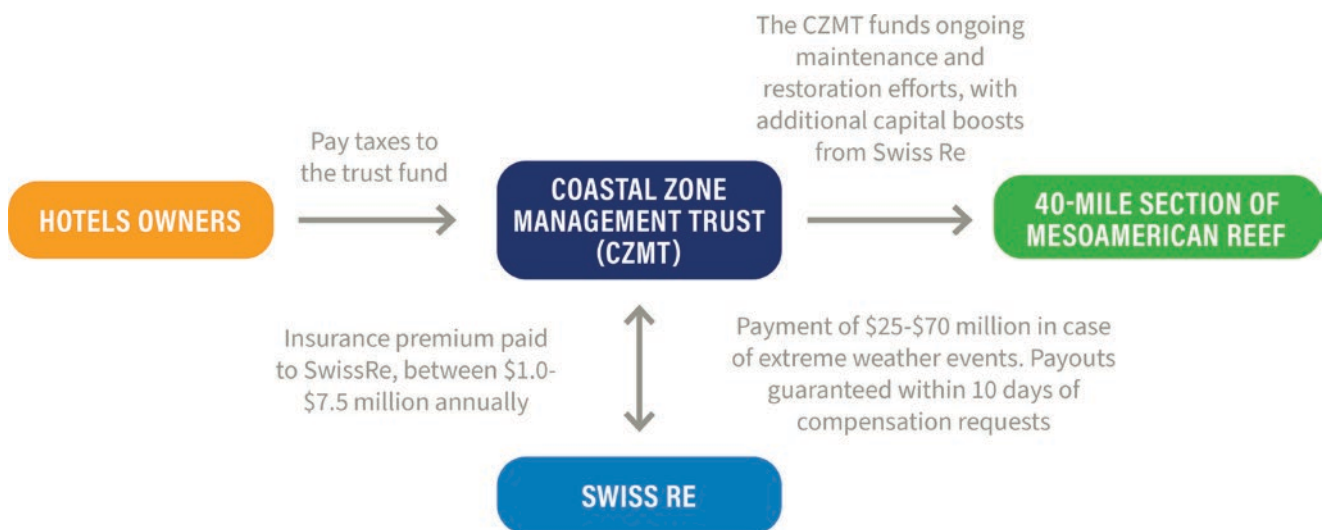 The CZMT funds ongoing
maintenance and
restoration efforts, with
additional capital boosts
from Swiss Re
Pay taxes to
the trust fund
HOTELS OWNERS
COASTAL ZONE
MANAGEMENT TRUST
(CZMT)
40-MILE SECTION OF
MESOAMERICAN REEF
Insurance premium paid
to SwissRe, between $1.0-
$7.5 million annually
Payment of $25-$70 million in case
of extreme weather events. Payouts
guaranteed within 10 days of
compensation requests
SWISS RE